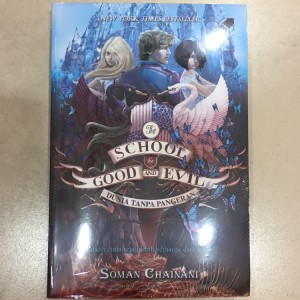 NEW YORK TIMES BESTSELLER
THE
SCHOOL
for
GOOD AND EVIL
DUNIA TANPA PANGERAN
SOMAN CHAINANI